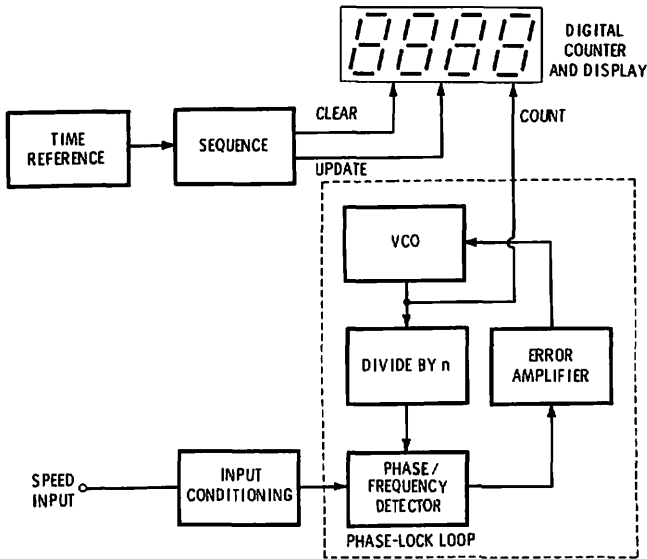 8888
DIGITAL
COUNTER
AND DISPLAY
CLEAR
COUNT
TIME
REFERENCE
SEQUENCE
UPDATE
VCO
DIVIDE BY n
ERROR
AMPLIFIER
SPEED
INPUT
INPUT
CONDITIONING
PHASE /
FREQUENCY
DETECTOR
PHASE-LOCK LOOP